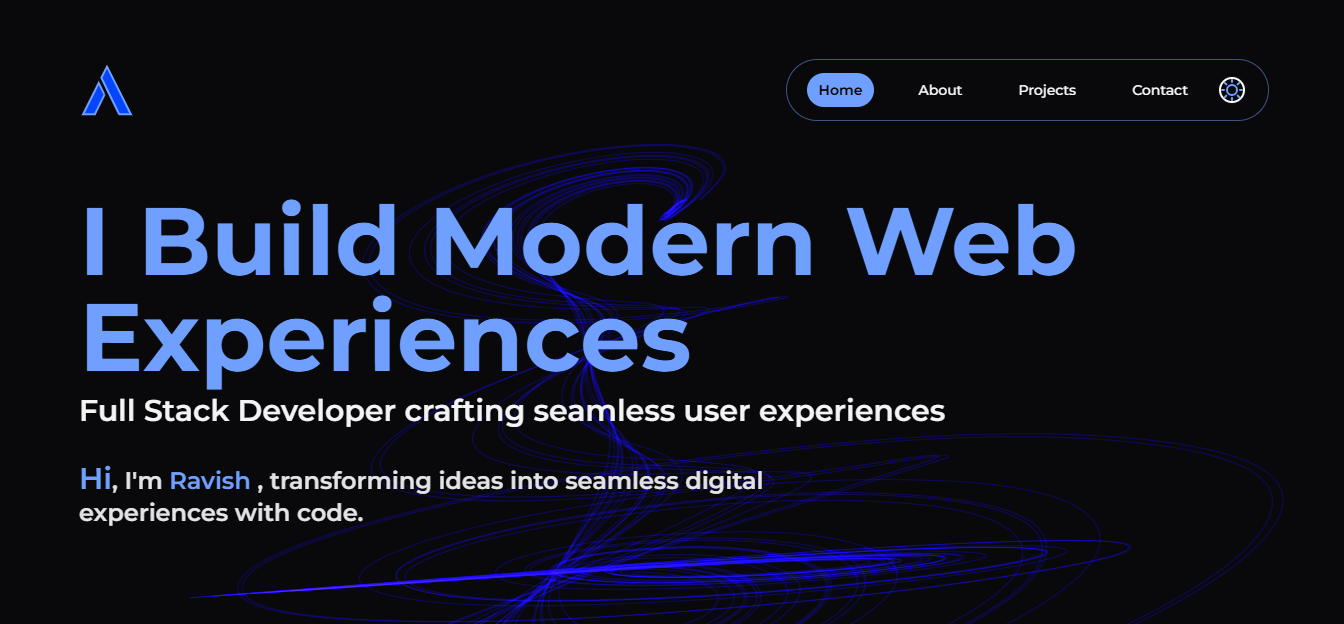 Home About Projects Contact
I Build Modern Web
Experiences
Full Stack Developer crafting seamless user experiences
Hi, I'm Ravish , transforming ideas into seamless digital
experiences with code.